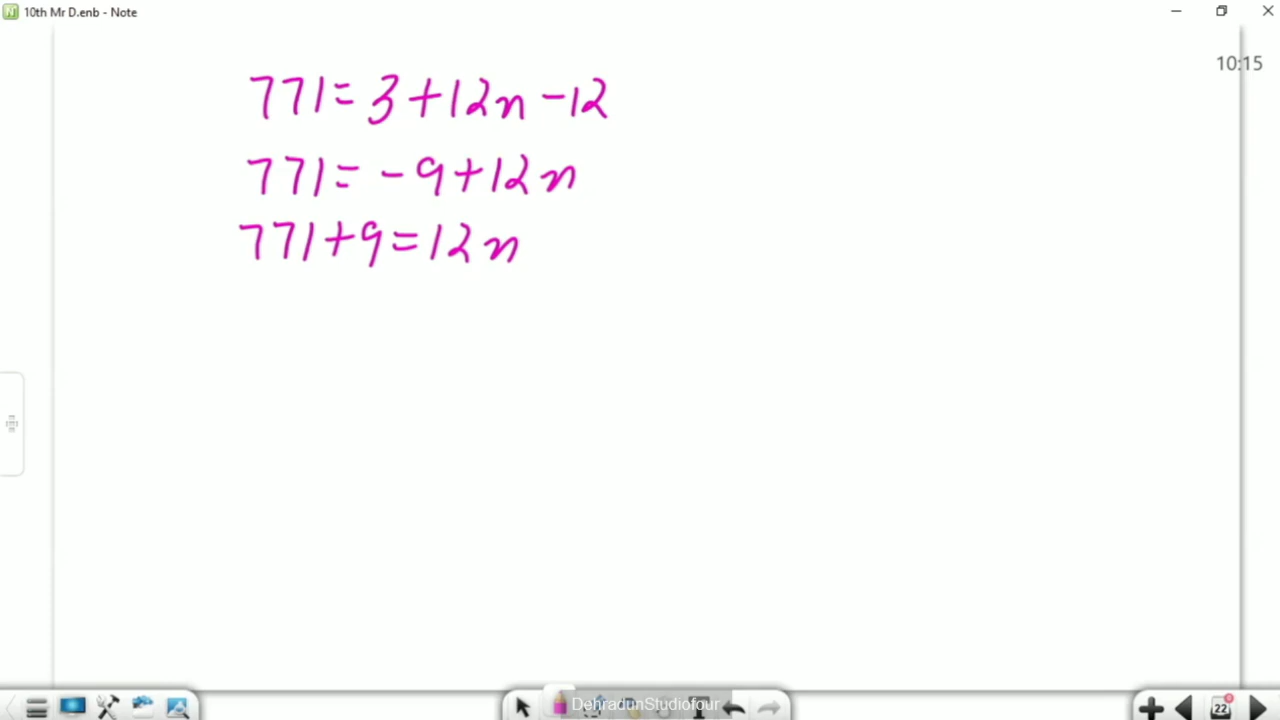 10th Mr D.enb - Note
10:15
771 = 3 + 12n - 12
771 = - 9 + 12n
771 + 9 = 12n
DehradunStudiofour
22